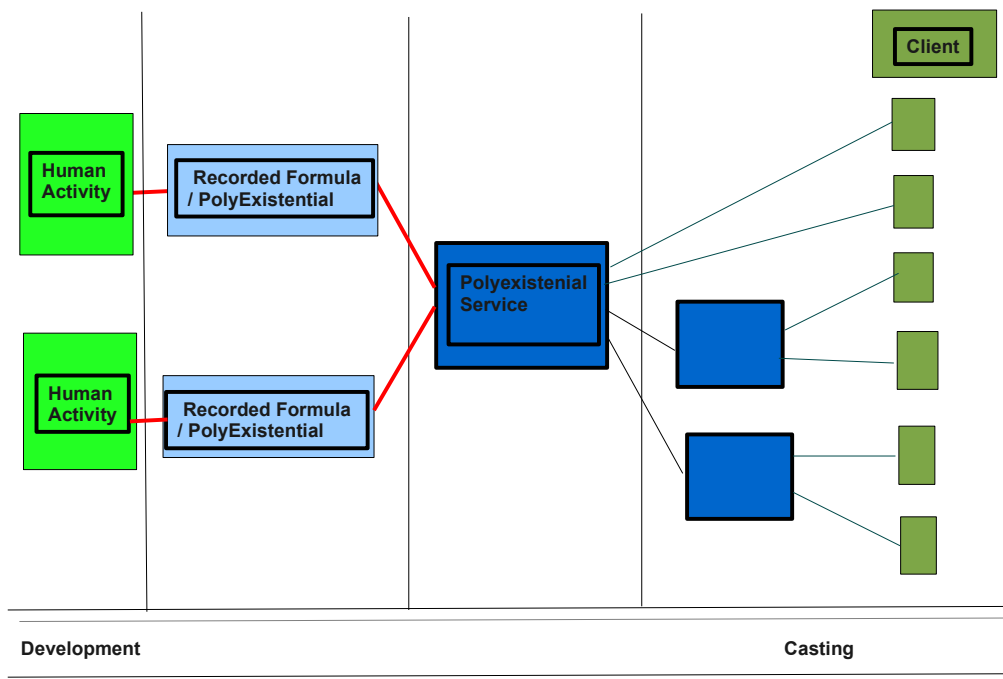 Client
Human
Activity
Recorded Formula
/ PolyExistential
Polyexistenial
Service
Human
Activity
Recorded Formula
/ PolyExistential
Development
Casting